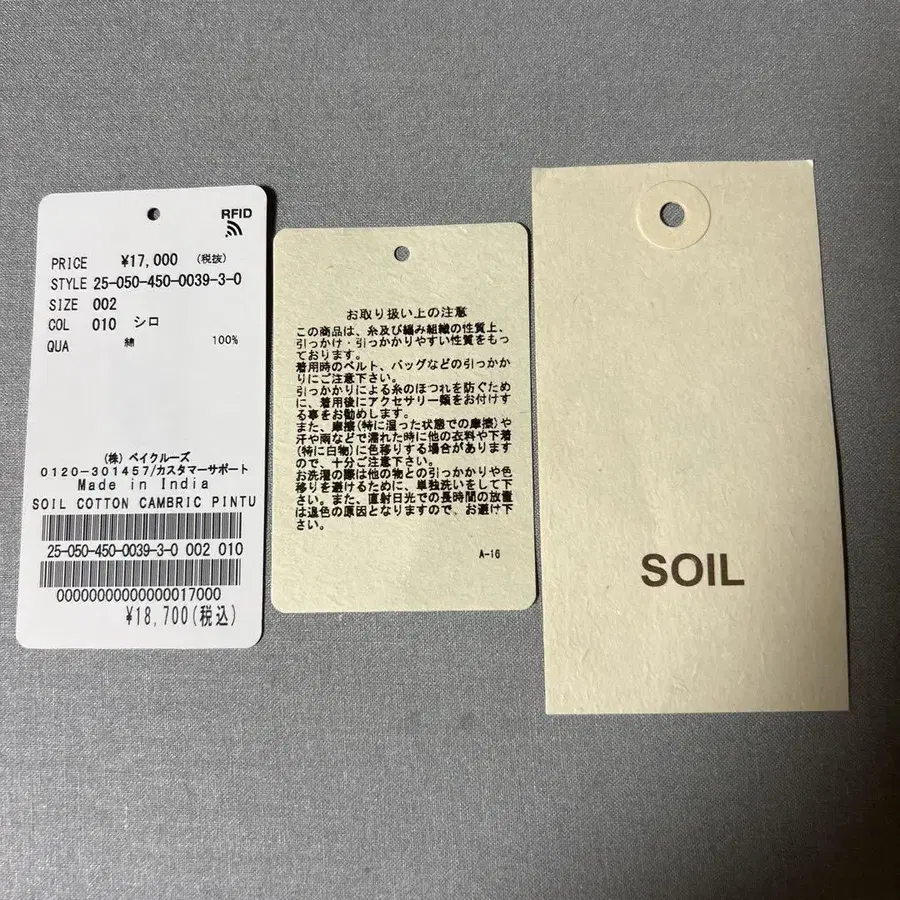 RFID
PRICE ¥17,000 (税抜)
STYLE 25-050-450-0039-3-0
SIZE 002
COL 010 シロ
QUA 綿 100%
(株) ベイクルーズ
0120-301457/カスタマーサポート
Made in India
SOIL COTTON CAMBRIC PINTU
25-050-450-0039-3-0 002 010
00000000000000017000
¥18,700(税込)
お取り扱い上の注意
この商品は、糸及び編み組織の性質上、
引っかけ・引っかかりやすい性質をもっ
ております。
着用時のベルト、バッグなどの引っかか
りにご注意下さい。
引っかかりによる糸のほつれを防ぐため
に、着用後にアクセサリー類をお付けす
る事をお勧めします。
また、摩擦(特に湿った状態での摩擦)や
汗や雨などで濡れた時に他の衣料や下着
(特に白物)に色移りする場合があります
ので、十分ご注意下さい。
お洗濯の際は他の物との引っかかりや色
移りを避けるために、単独洗いをして下
さい。また、直射日光での長時間の放置
は退色の原因となりますので、お避け下
さい。
A-16
SOIL